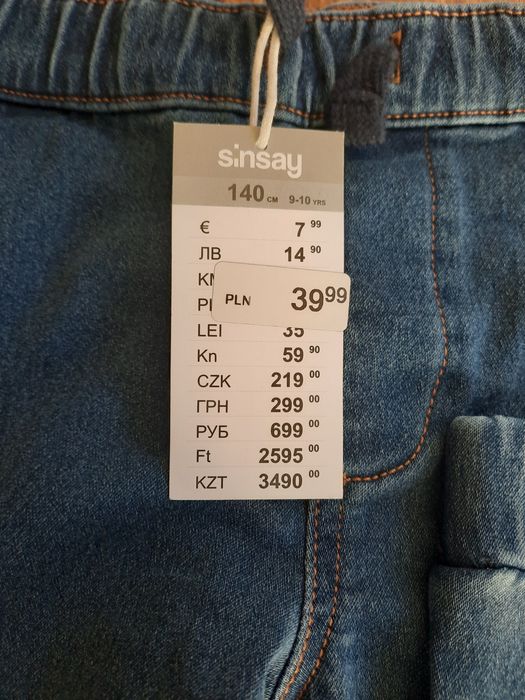 sinsay
140 CM 9-10 YRS
€ 7 99
ЛВ 14 90
PLN 39 99
LEI 35
Kn 59 90
CZK 219 00
ГРН 299 00
РУБ 699 00
Ft 2595 00
KZT 3490 00